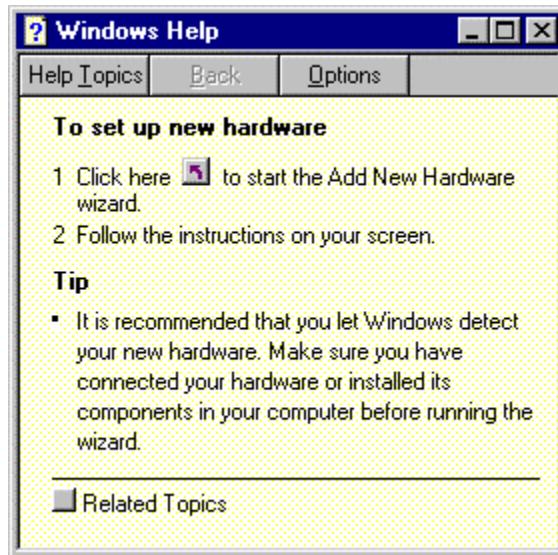 Windows Help
Help Topics Back Options
To set up new hardware
1 Click here to start the Add New Hardware
wizard.
2 Follow the instructions on your screen.
Tip
▪ It is recommended that you let Windows detect
your new hardware. Make sure you have
connected your hardware or installed its
components in your computer before running the
wizard.
Related Topics